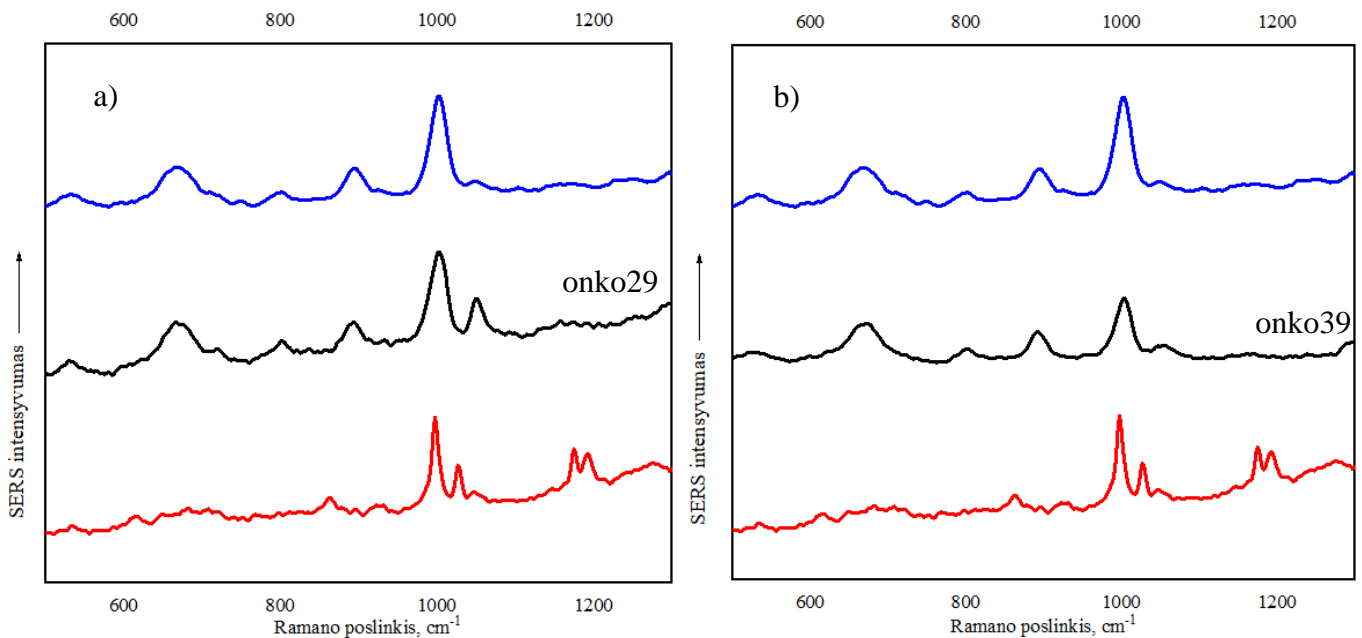 600 800 1000 1200
a)
onko29
SERS intensyvumas
600 800 1000 1200
Ramano poslinkis, cm⁻¹
600 800 1000 1200
b)
onko39
SERS intensyvumas
600 800 1000 1200
Ramano poslinkis, cm⁻¹